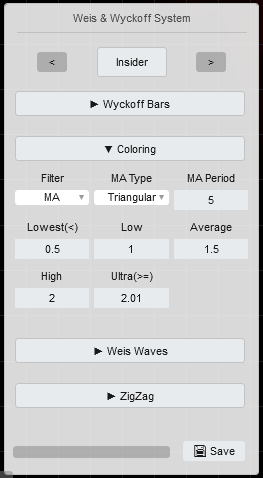 Weis & Wyckoff System
< Insider >
▶ Wyckoff Bars
▼ Coloring
Filter MA Type MA Period
MA ▼ Triangular ▼ 5
Lowest(<) Low Average
0.5 1 1.5
High Ultra(>=)
2 2.01
▶ Weis Waves
▶ ZigZag
Save